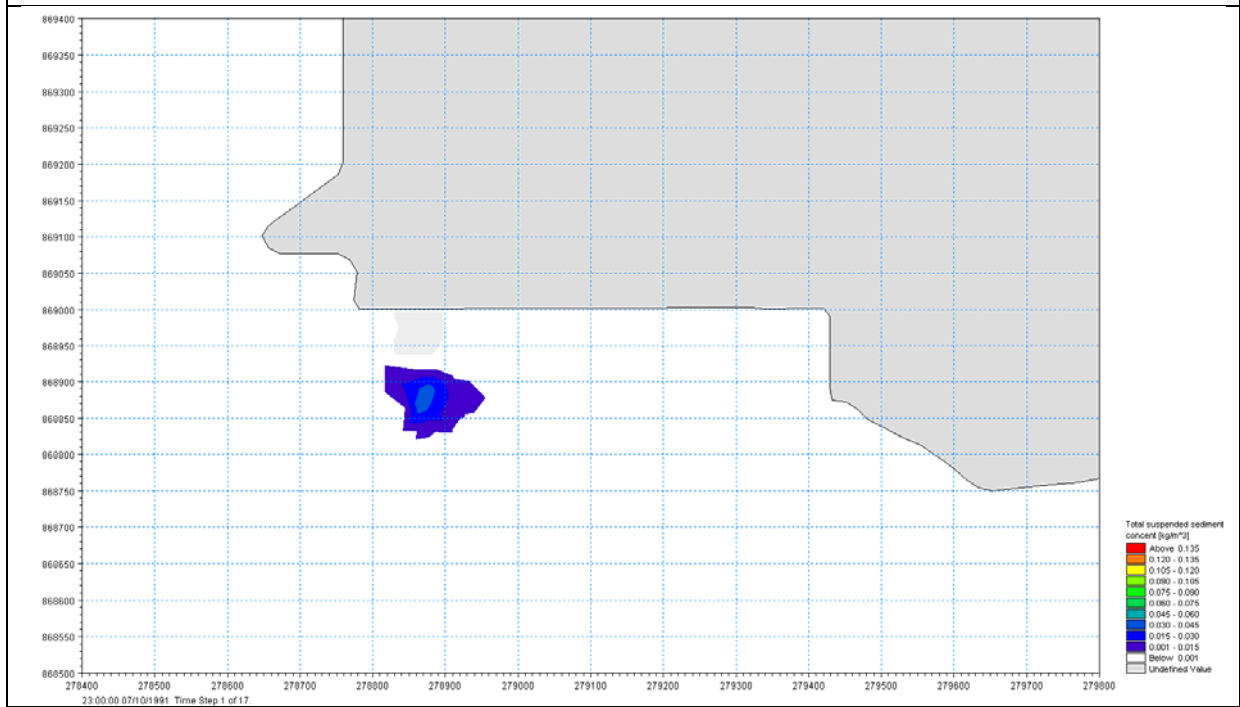 869400
869350
869300
869250
869200
869150
869100
869050
869000
868950
868900
868850
868800
868750
868700
868650
868600
868550
868500
278400 278500 278600 278700 278800 278900 279000 279100 279200 279300 279400 279500 279600 279700 279800
23:00:00 07/10/1991 Time Step 1 of 17
Total suspended sediment
concent [kg/m^3]
Above 0.135
0.120 - 0.135
0.105 - 0.120
0.090 - 0.105
0.075 - 0.090
0.060 - 0.075
0.045 - 0.060
0.030 - 0.045
0.015 - 0.030
0.001 - 0.015
Below 0.001
Undefined Value